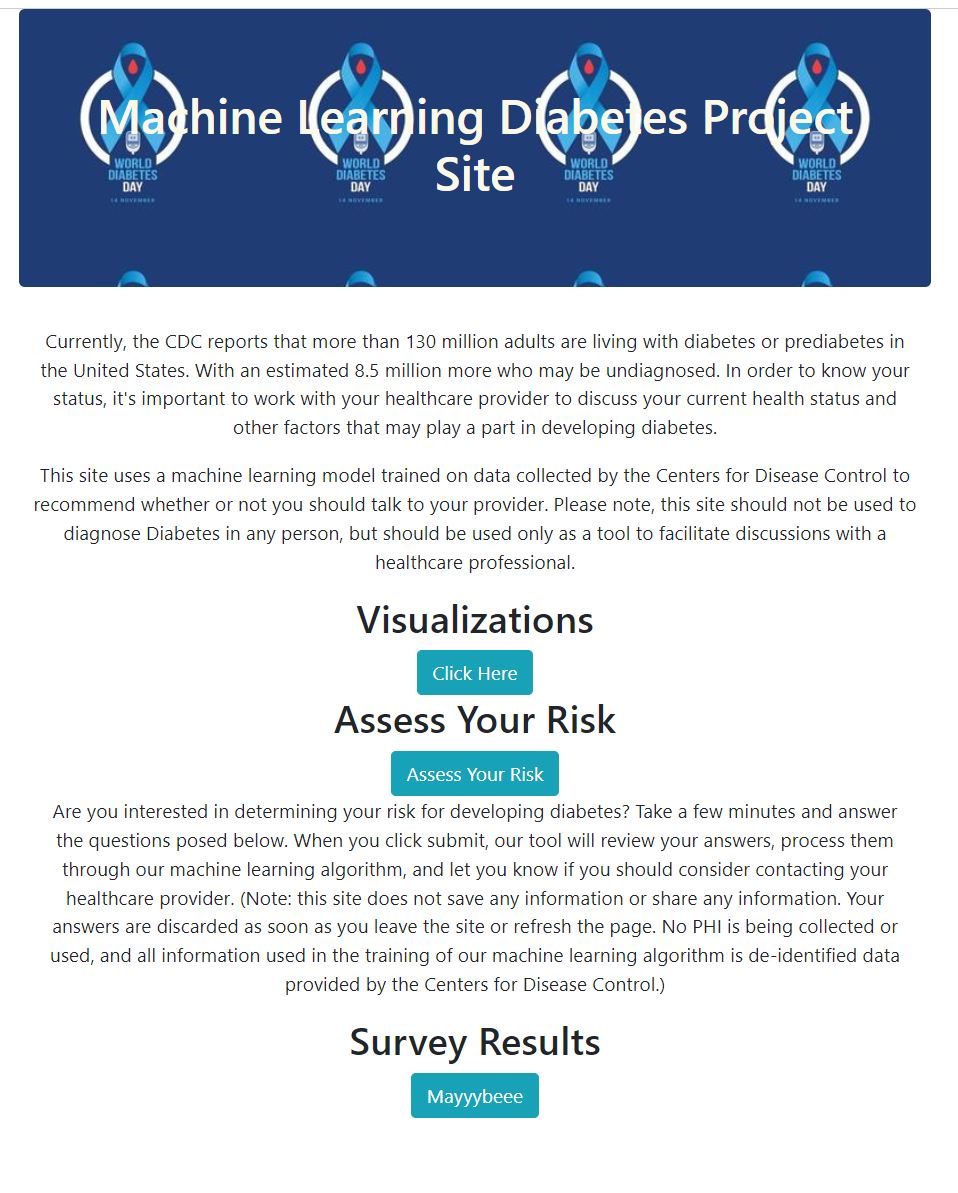 Machine Learning Diabetes Project
Site
WORLD
DIABETES
DAY
14 NOVEMBER
WORLD
DIABETES
DAY
14 NOVEMBER
WORLD
DIABETES
DAY
14 NOVEMBER
WORLD
DIABETES
DAY
14 NOVEMBER
Currently, the CDC reports that more than 130 million adults are living with diabetes or prediabetes in
the United States. With an estimated 8.5 million more who may be undiagnosed. In order to know your
status, it's important to work with your healthcare provider to discuss your current health status and
other factors that may play a part in developing diabetes.
This site uses a machine learning model trained on data collected by the Centers for Disease Control to
recommend whether or not you should talk to your provider. Please note, this site should not be used to
diagnose Diabetes in any person, but should be used only as a tool to facilitate discussions with a
healthcare professional.
Visualizations
Click Here
Assess Your Risk
Assess Your Risk
Are you interested in determining your risk for developing diabetes? Take a few minutes and answer
the questions posed below. When you click submit, our tool will review your answers, process them
through our machine learning algorithm, and let you know if you should consider contacting your
healthcare provider. (Note: this site does not save any information or share any information. Your
answers are discarded as soon as you leave the site or refresh the page. No PHI is being collected or
used, and all information used in the training of our machine learning algorithm is de-identified data
provided by the Centers for Disease Control.)
Survey Results
Mayyybeee